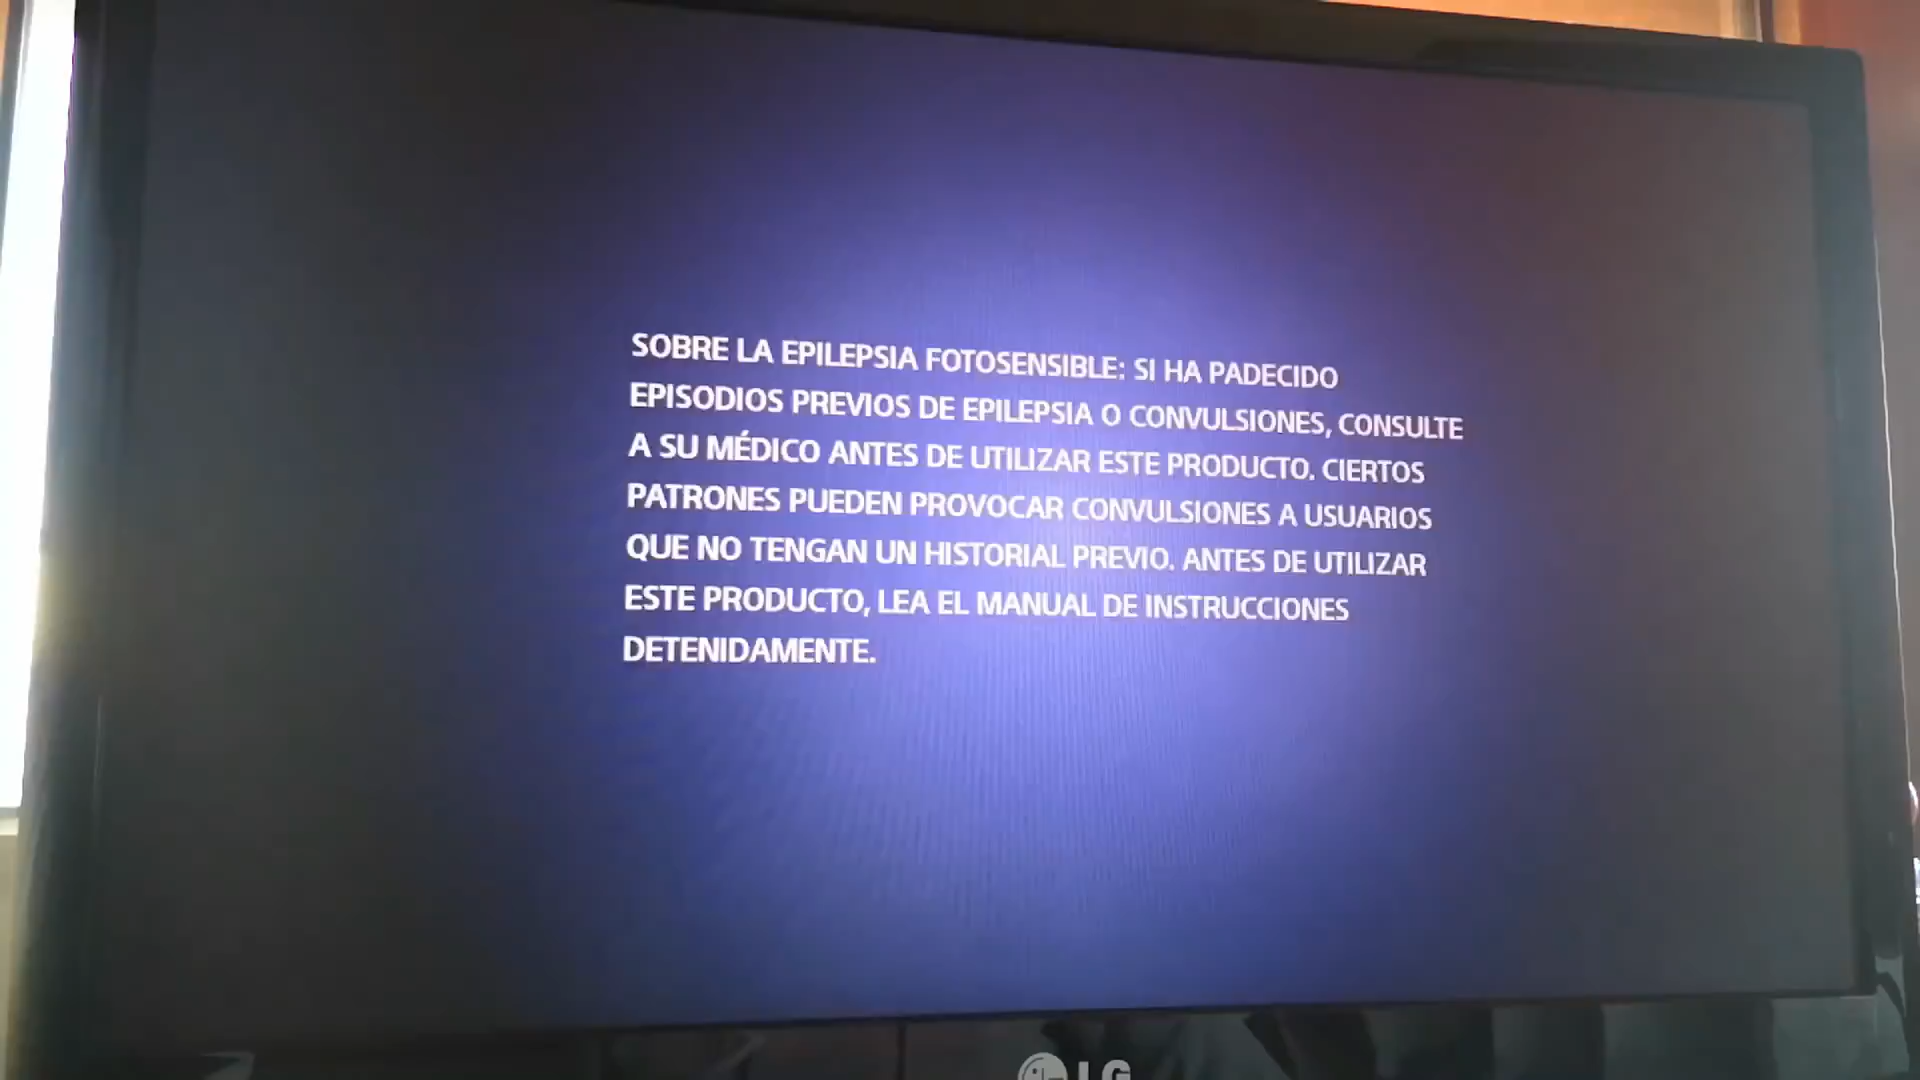 SOBRE LA EPILEPSIA FOTOSENSIBLE: SI HA PADECIDO
EPISODIOS PREVIOS DE EPILEPSIA O CONVULSIONES, CONSULTE
A SU MÉDICO ANTES DE UTILIZAR ESTE PRODUCTO. CIERTOS
PATRONES PUEDEN PROVOCAR CONVULSIONES A USUARIOS
QUE NO TENGAN UN HISTORIAL PREVIO. ANTES DE UTILIZAR
ESTE PRODUCTO, LEA EL MANUAL DE INSTRUCCIONES
DETENIDAMENTE.
LG